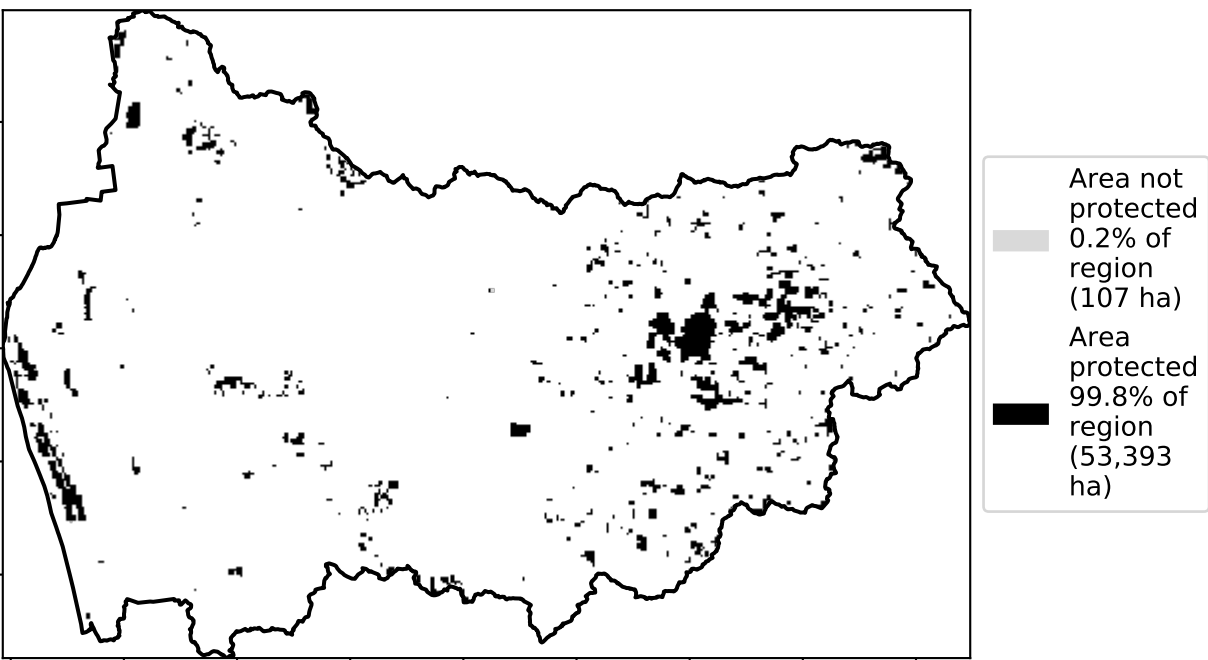 Area not
protected
0.2% of
region
(107 ha)
Area
protected
99.8% of
region
(53,393
ha)